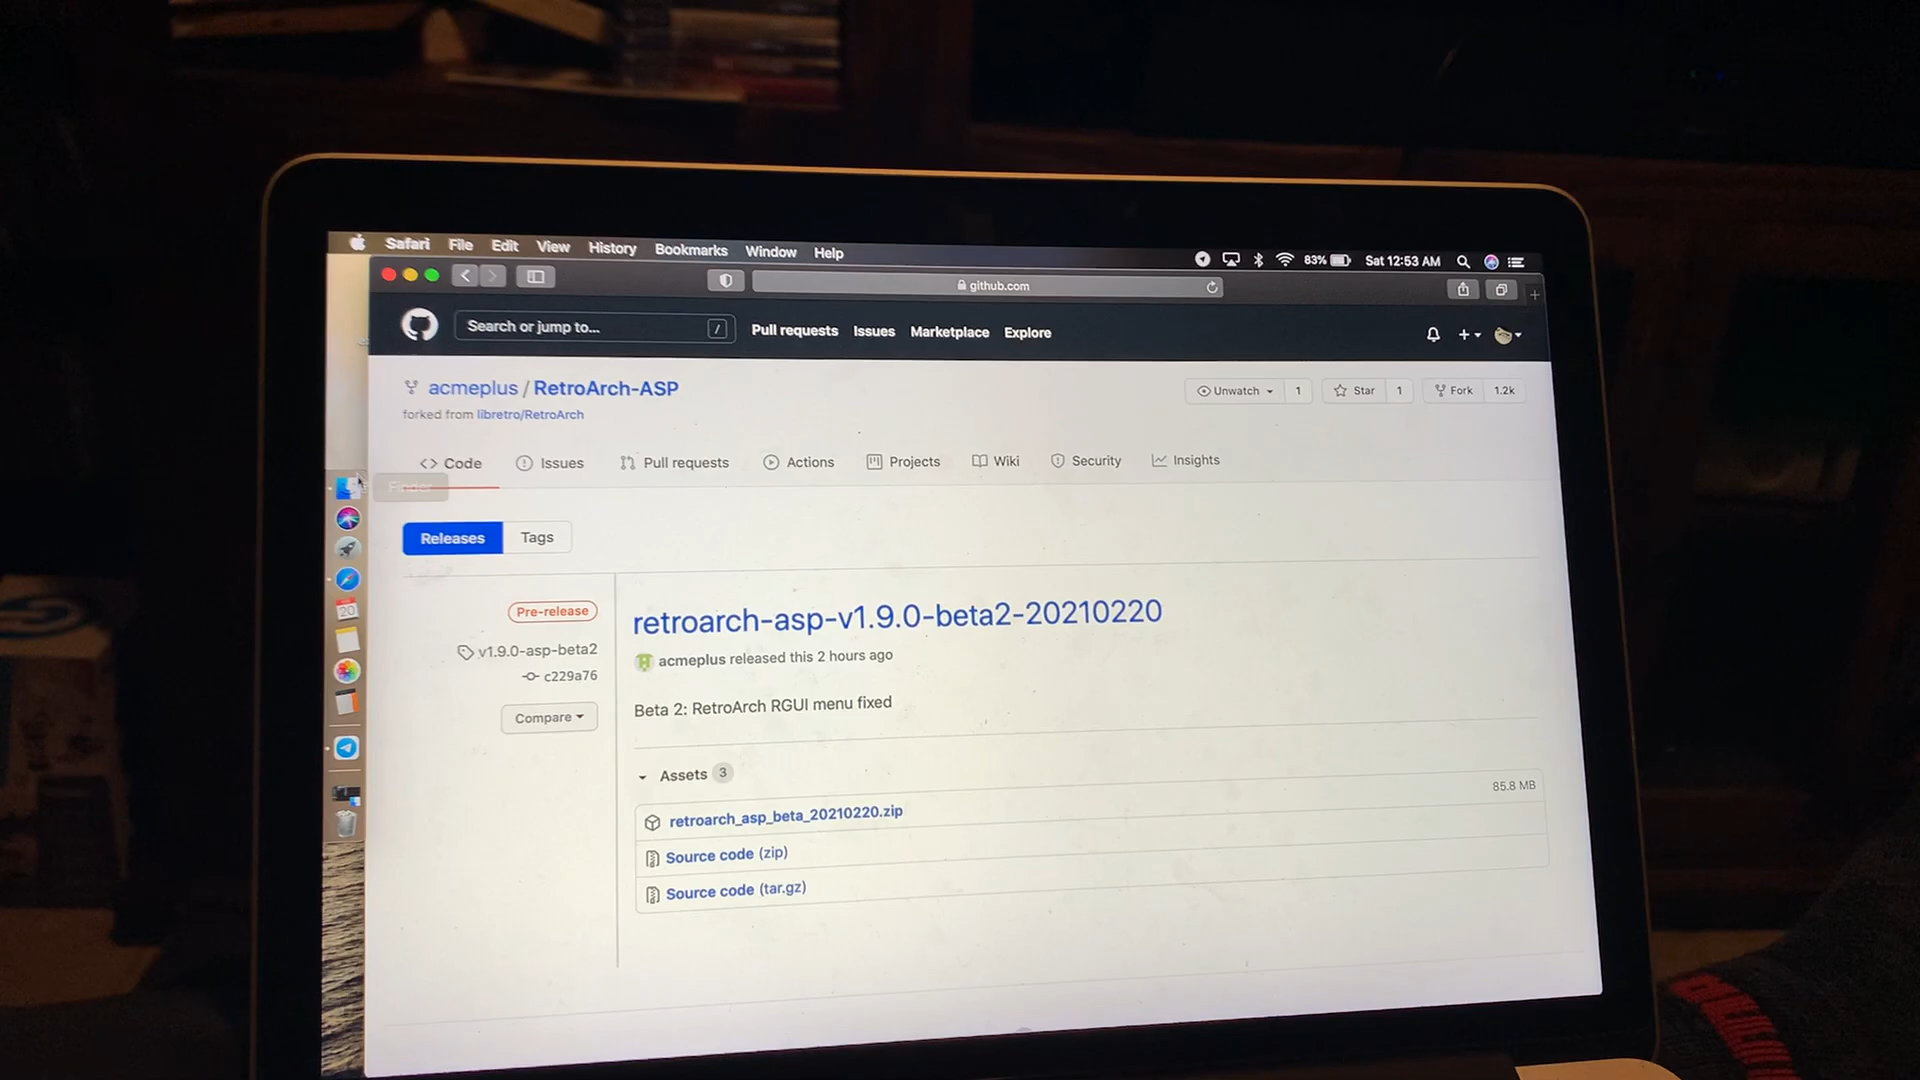 Safari File Edit View History Bookmarks Window Help 83% Sat 12:53 AM
github.com
Search or jump to... / Pull requests Issues Marketplace Explore
acmeplus / RetroArch-ASP Unwatch 1 Star 1 Fork 1.2k
forked from libretro/RetroArch
Code Issues Pull requests Actions Projects Wiki Security Insights
Finder
Releases Tags
Pre-release
v1.9.0-asp-beta2
c229a76
Compare
retroarch-asp-v1.9.0-beta2-20210220
acmeplus released this 2 hours ago
Beta 2: RetroArch RGUI menu fixed
Assets 3
retroarch_asp_beta_20210220.zip 85.8 MB
Source code (zip)
Source code (tar.gz)
20